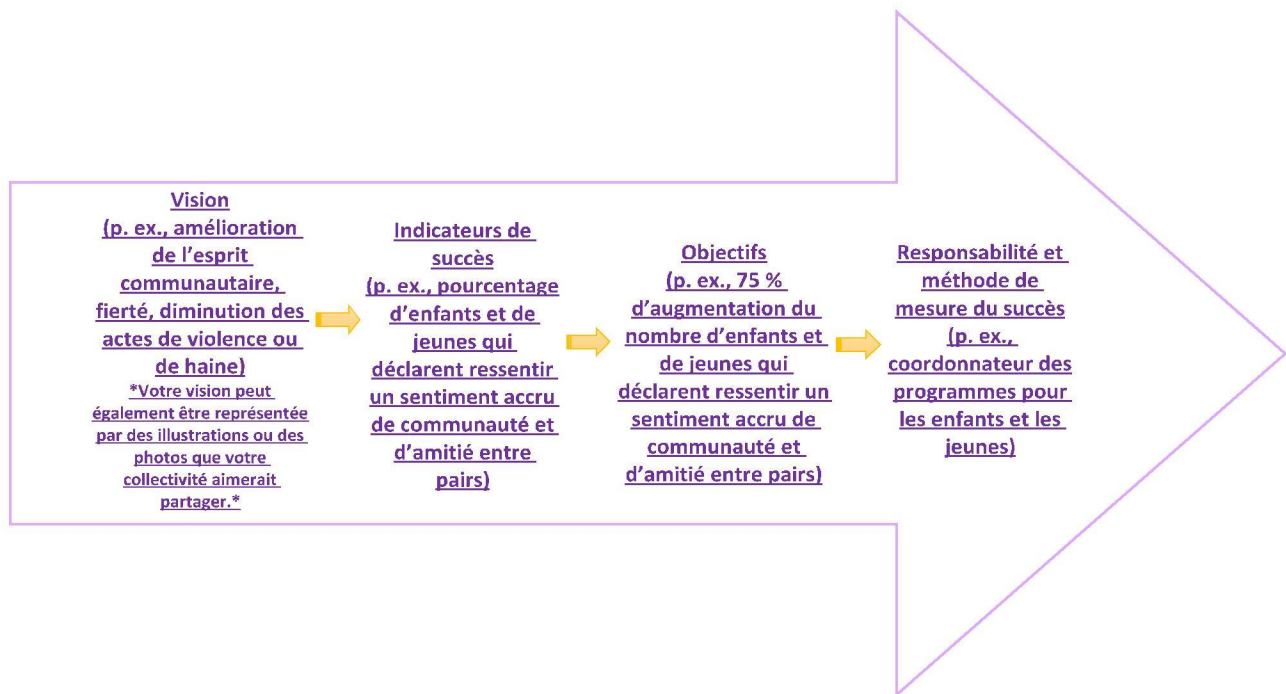 Vision
(p. ex., amélioration
de l’esprit
communautaire,
fierté, diminution des
actes de violence ou
de haine)
*Votre vision peut
également être représentée
par des illustrations ou des
photos que votre
collectivité aimerait
partager.*
Indicateurs de
succès
(p. ex., pourcentage
d’enfants et de
jeunes qui
déclarent ressentir
un sentiment accru
de communauté et
d’amitié entre
pairs)
Objectifs
(p. ex., 75 %
d’augmentation du
nombre d’enfants et
de jeunes qui
déclarent ressentir un
sentiment accru de
communauté et
d’amitié entre pairs)
Responsabilité et
méthode de
mesure du succès
(p. ex.,
coordonnateur des
programmes pour
les enfants et les
jeunes)